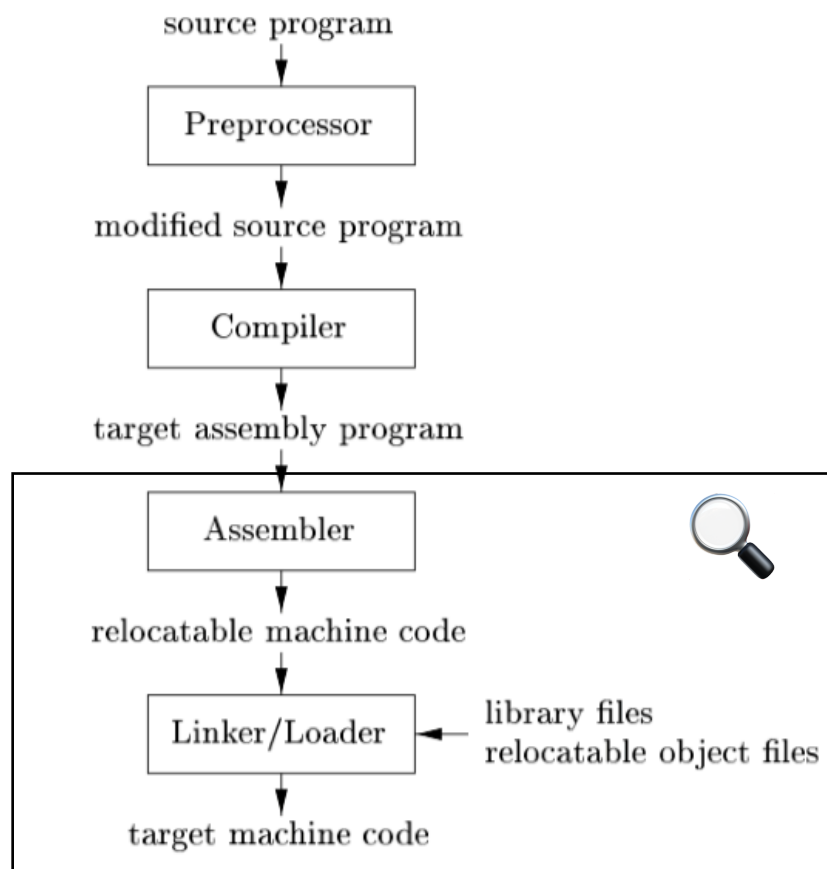 source program
Preprocessor
modified source program
Compiler
target assembly program
Assembler
relocatable machine code
Linker/Loader
library files
relocatable object files
target machine code